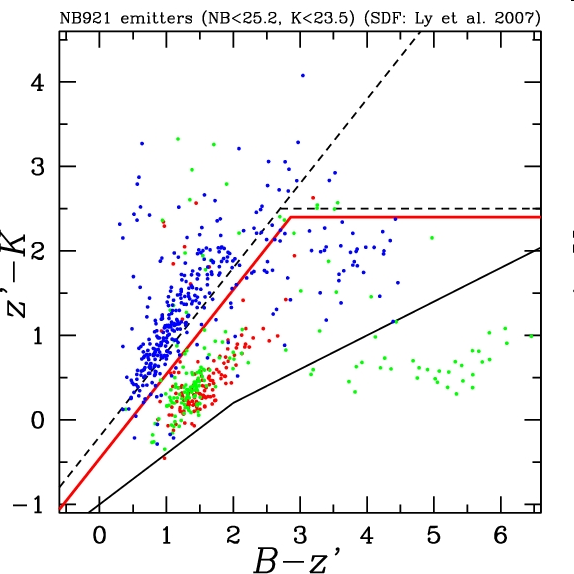 NB921 emitters (NB<25.2, K<23.5) (SDF: Ly et al. 2007)
4
3
2
1
0
−1
z'−K
0 1 2 3 4 5 6
B−z'